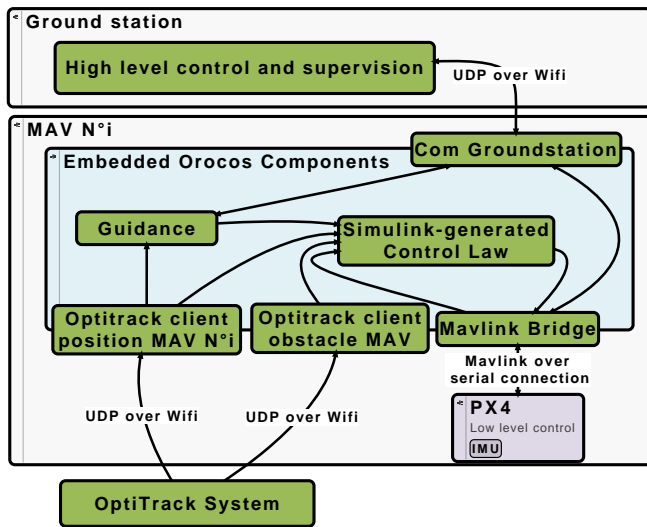 Ground station
High level control and supervision
UDP over Wifi
MAV N°i
Com Groundstation
Embedded Orocos Components
Guidance
Simulink-generated
Control Law
Optitrack client
position MAV N°i
Optitrack client
obstacle MAV
Mavlink Bridge
Mavlink over
serial connection
PX4
Low level control
IMU
UDP over Wifi
UDP over Wifi
OptiTrack System